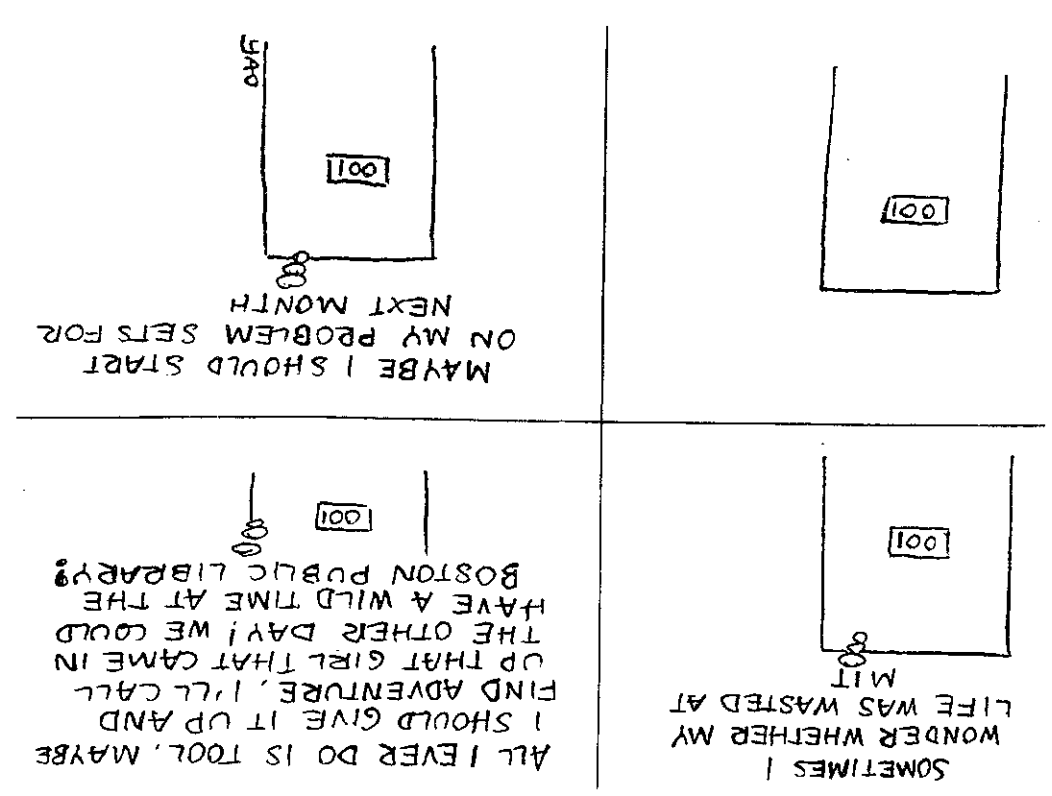 SOMETIMES I
WONDER WHETHER MY
LIFE WAS WASTED AT
MIT
100
ALL I EVER DO IS TOOL. MAYBE
I SHOULD GIVE IT UP AND
FIND ADVENTURE. I'LL CALL
UP THAT GIRL THAT CAME IN
THE OTHER DAY! WE COULD
HAVE A WILD TIME AT THE
BOSTON PUBLIC LIBRARY!
100
100
MAYBE I SHOULD START
ON MY PROBLEM SETS FOR
NEXT MONTH
100